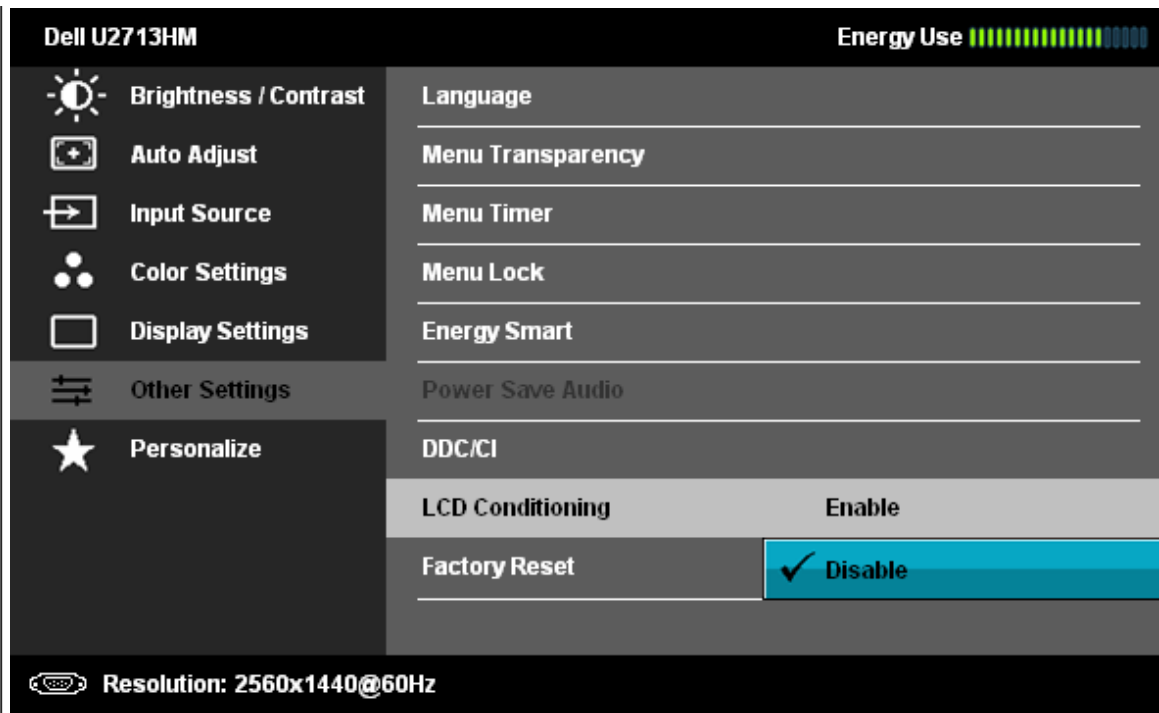 Dell U2713HM Energy Use
Brightness / Contrast Language
Auto Adjust Menu Transparency
Input Source Menu Timer
Color Settings Menu Lock
Display Settings Energy Smart
Other Settings Power Save Audio
Personalize DDC/CI
LCD Conditioning Enable
Factory Reset Disable
Resolution: 2560x1440@60Hz